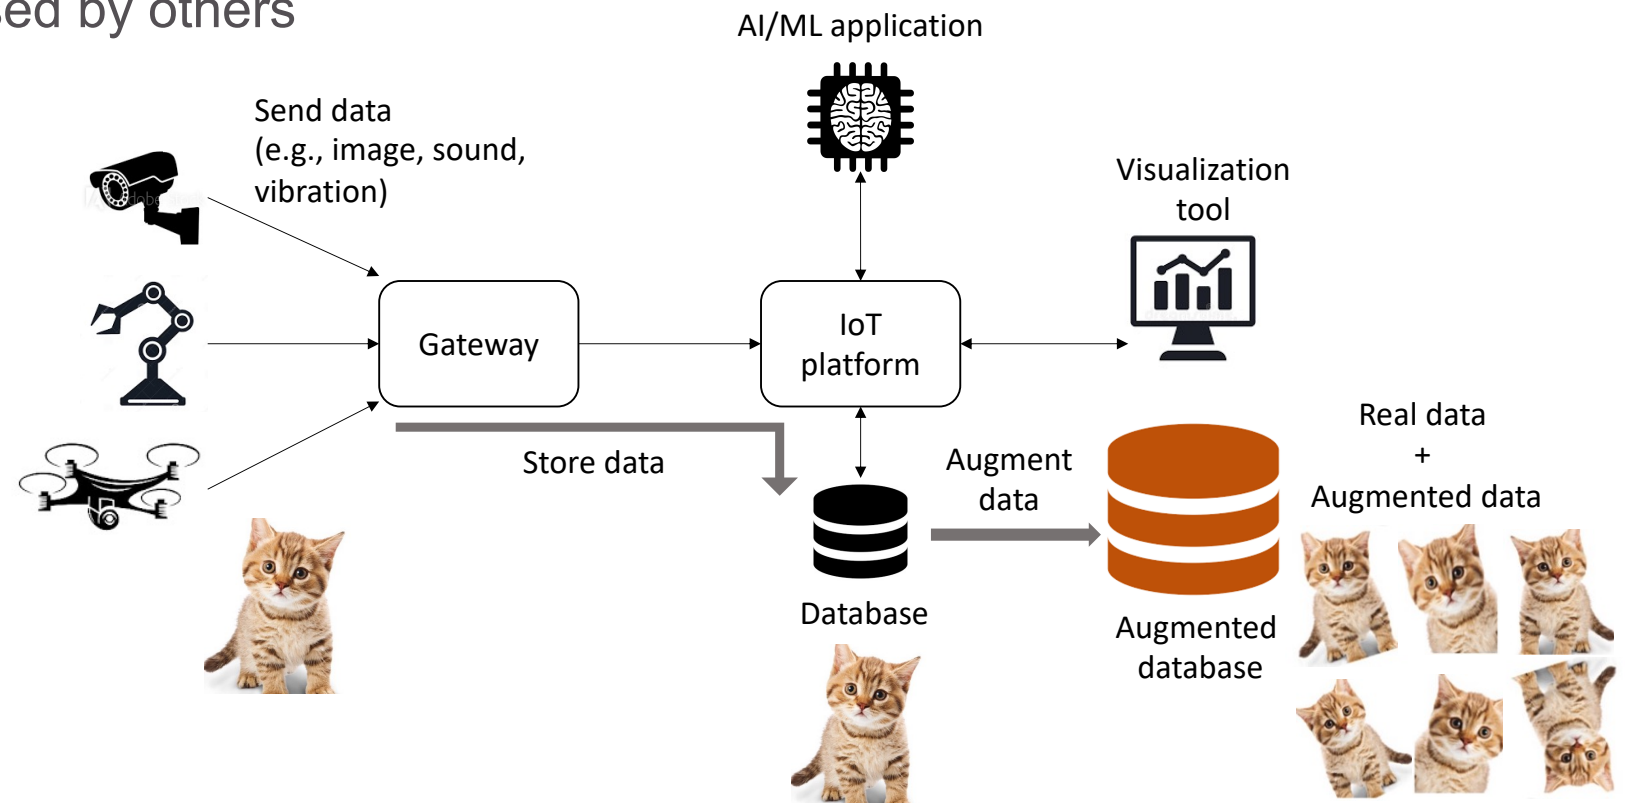 sed by others
AI/ML application
Send data
(e.g., image, sound,
vibration)
Visualization
tool
Gateway
IoT
platform
Store data
Augment
data
Real data
+
Augmented data
Database
Augmented
database